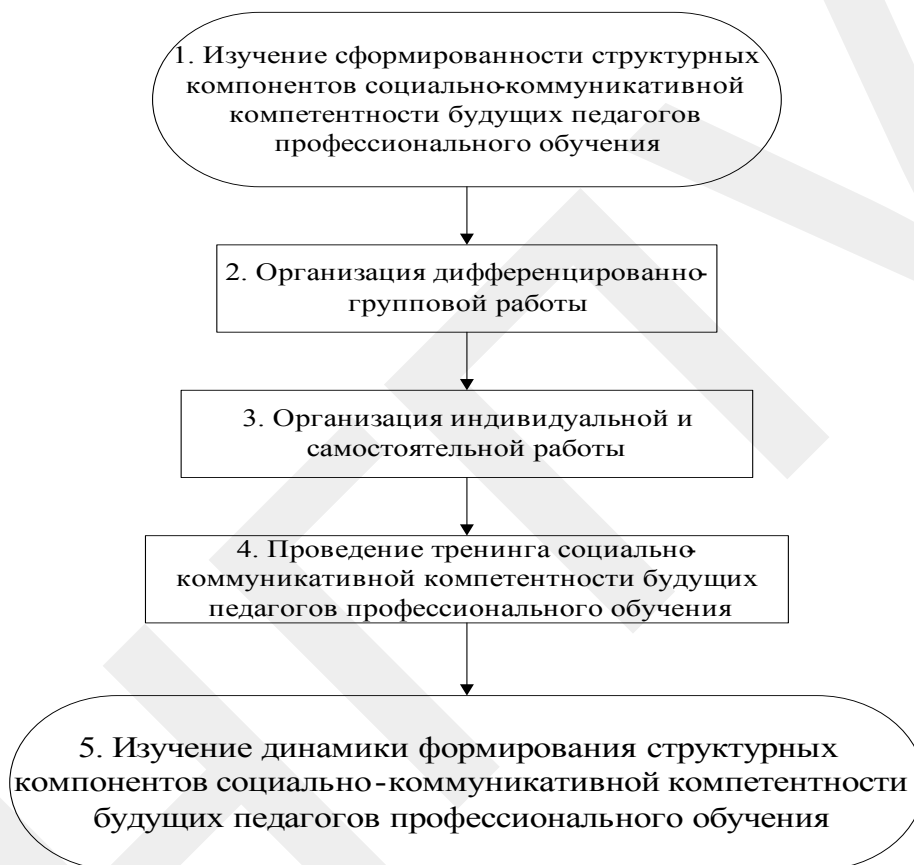 1. Изучение сформированности структурных
компонентов социально-коммуникативной
компетентности будущих педагогов
профессионального обучения
2. Организация дифференцированно-
групповой работы
3. Организация индивидуальной и
самостоятельной работы
4. Проведение тренинга социально-
коммуникативной компетентности будущих
педагогов профессионального обучения
5. Изучение динамики формирования структурных
компонентов социально-коммуникативной компетентности
будущих педагогов профессионального обучения